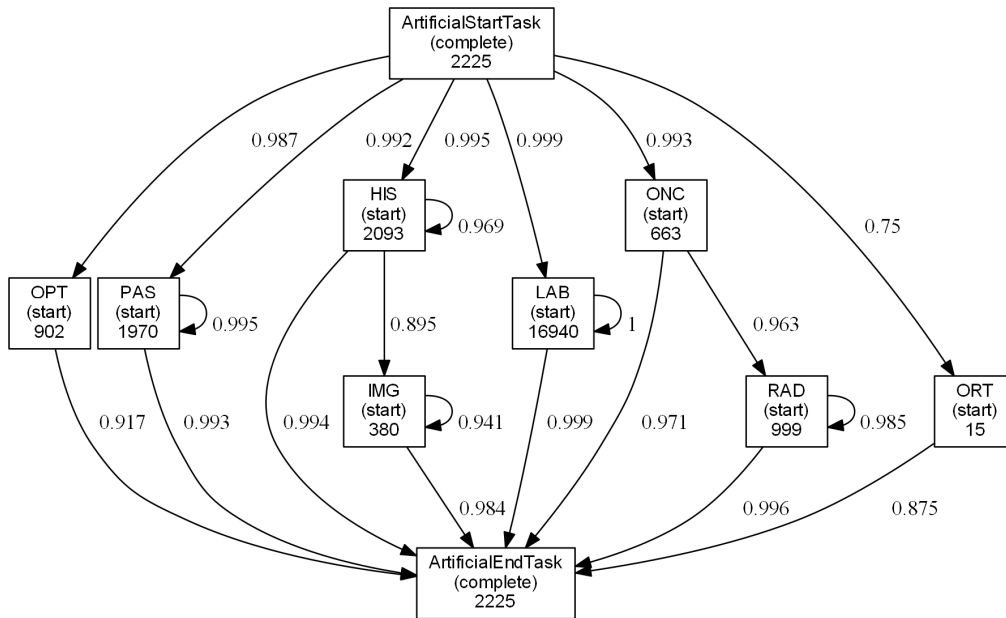 ArtificialStartTask
(complete)
2225
0.987
0.992
0.995
0.999
0.993
HIS
(start)
2093
0.969
ONC
(start)
663
0.75
OPT
(start)
902
PAS
(start)
1970
0.995
0.895
LAB
(start)
16940
1
0.963
IMG
(start)
380
0.941
RAD
(start)
999
0.985
ORT
(start)
15
0.917
0.993
0.994
0.999
0.971
0.984
0.996
0.875
ArtificialEndTask
(complete)
2225